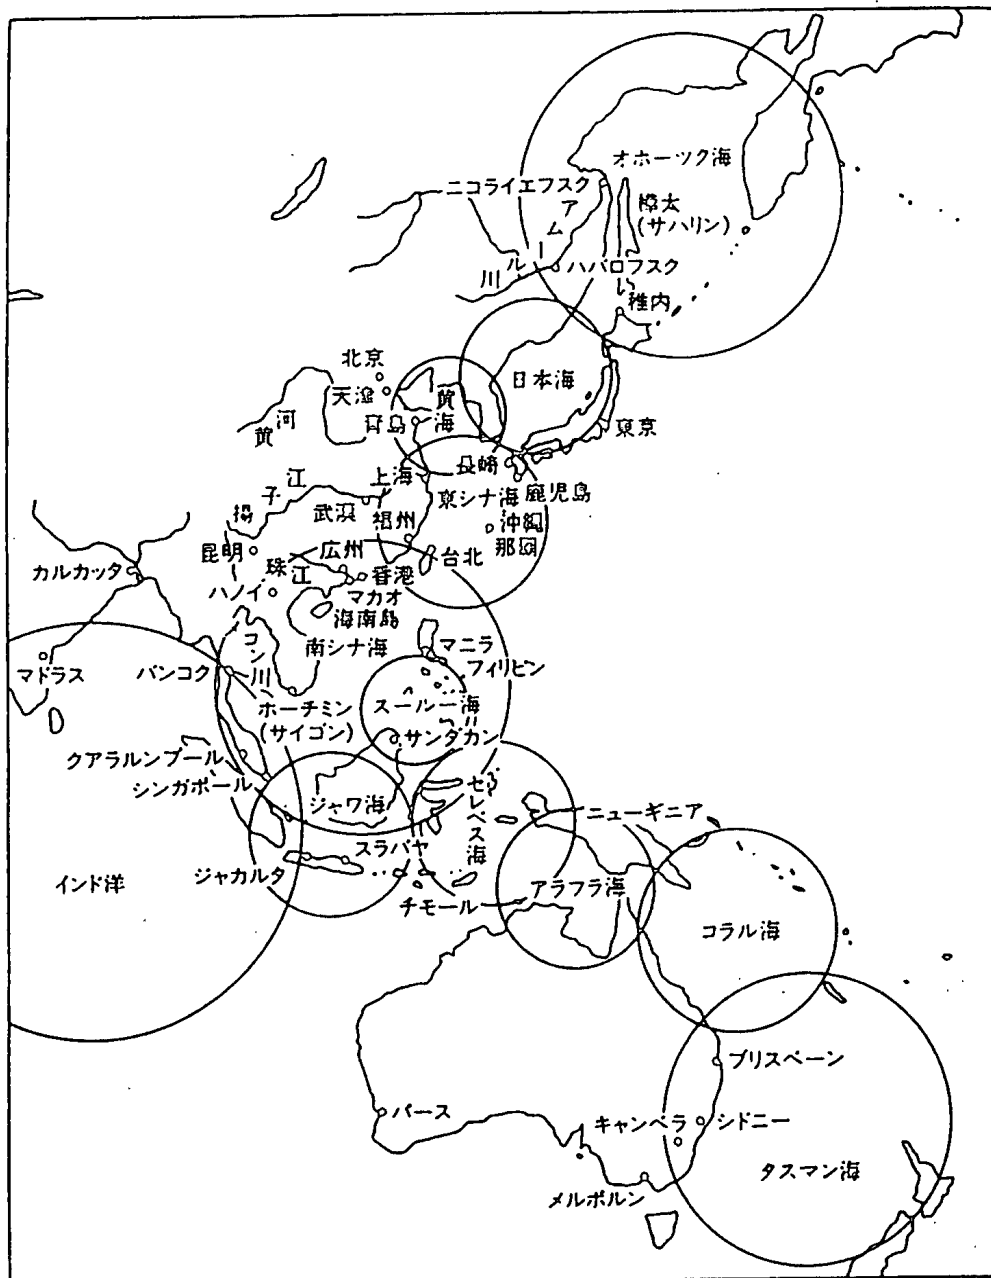 オホーツク海
ニコライエフスク
樺太
(サハリン)
アムール川
ハバロフスク
稚内
北京
日本海
天津
黄海
青島
黄河
東京
長崎
上海
東シナ海
鹿児島
揚子江
武漢
福州
沖縄
那覇
昆明
広州
台北
カルカッタ
珠江
香港
ハノイ
マカオ
海南島
南シナ海
マニラ
フィリピン
マドラス
バンコク
メコン川
ホーチミン
(サイゴン)
スールー海
サンダカン
クアラルンプール
シンガポール
セレベス海
ジャワ海
ニューギニア
スラバヤ
ジャカルタ
インド洋
チモール
アラフラ海
コラル海
ブリスベーン
パース
キャンベラ
シドニー
タスマン海
メルボルン